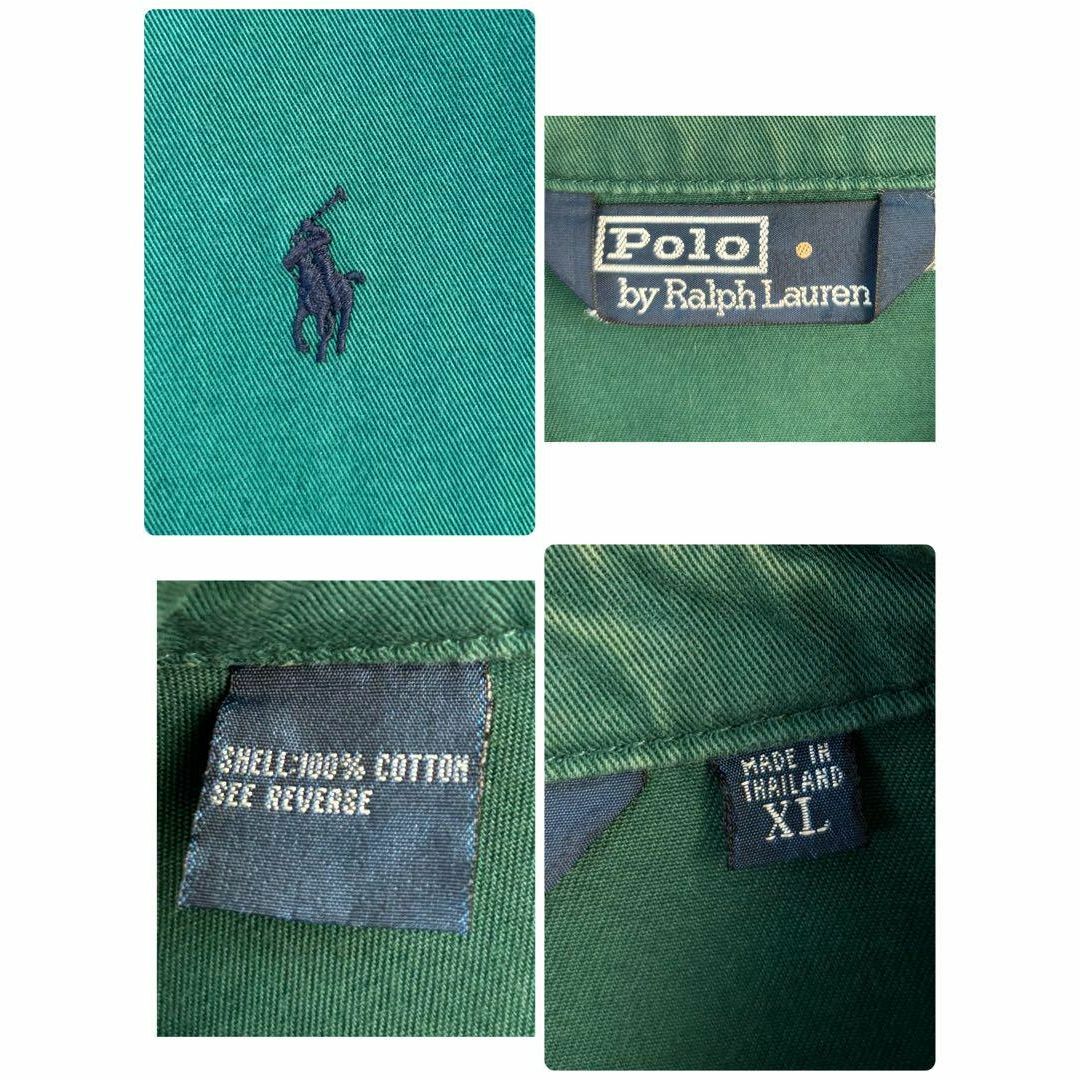 Polo
by Ralph Lauren
SHELL:100% COTTON
SEE REVERSE
MADE IN
THAILAND
XL